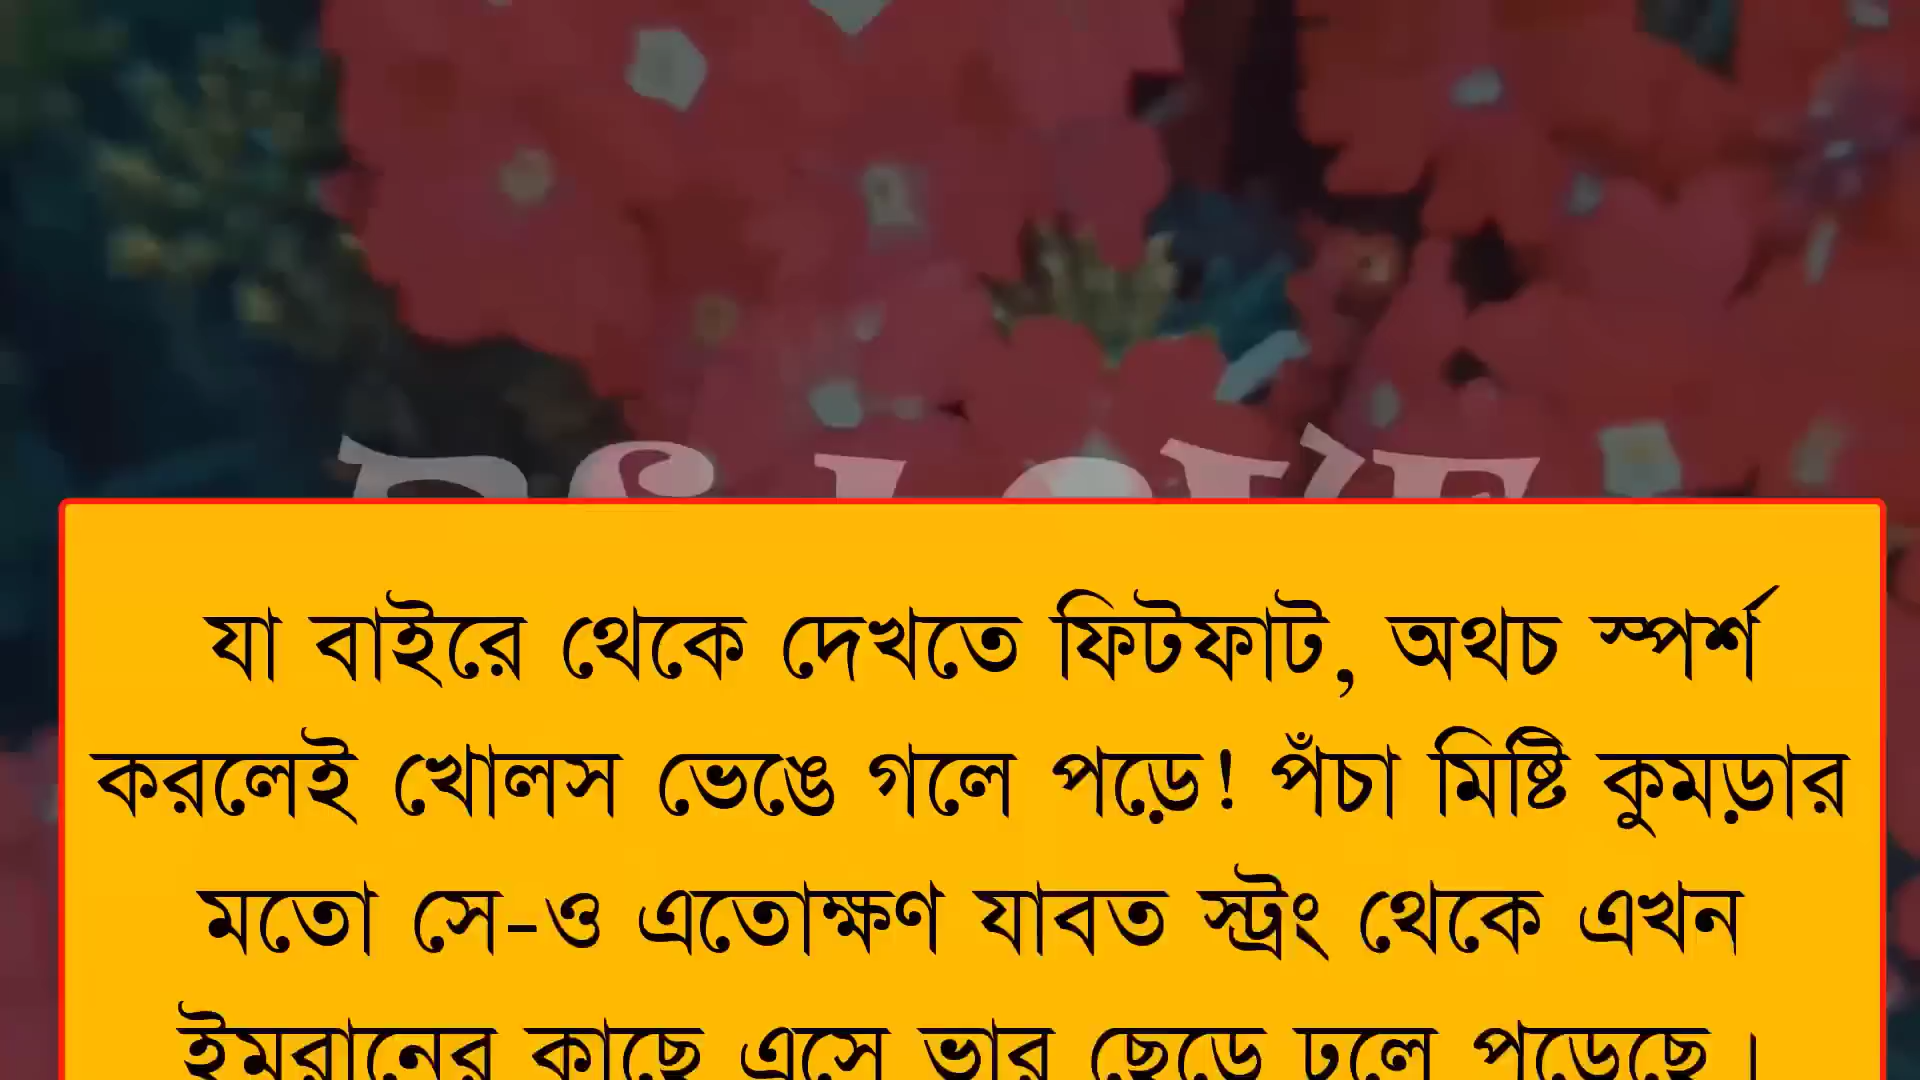 যা বাইরে থেকে দেখতে ফিটফাট, অথচ স্পর্শ
করলেই খোলস ভেঙে গলে পড়ে! পঁচা মিষ্টি কুমড়ার
মতো সে-ও এতোক্ষণ যাবত স্ট্রং থেকে এখন
ইমরানের কাছে এসে ভার ছেড়ে ঢলে পড়েছে।